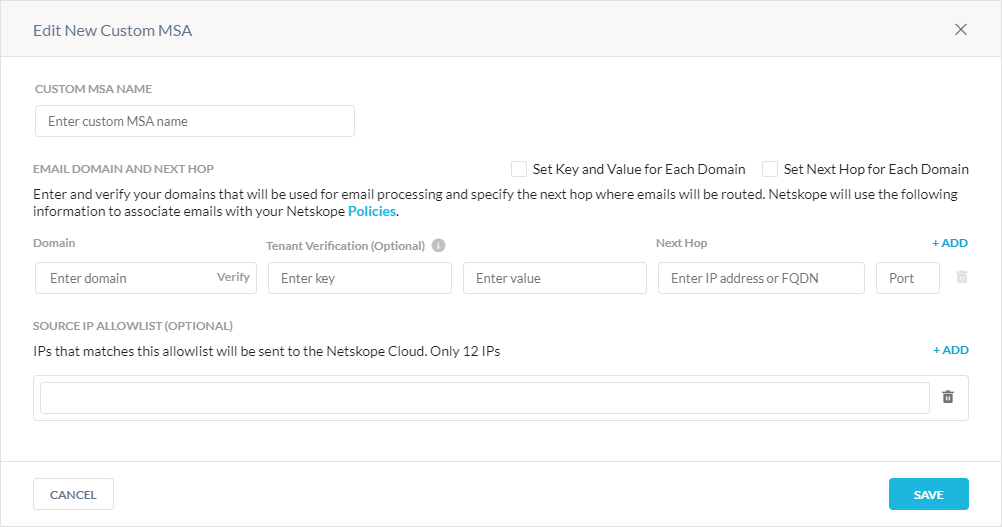 Edit New Custom MSA
CUSTOM MSA NAME
Enter custom MSA name
EMAIL DOMAIN AND NEXT HOP
Set Key and Value for Each Domain
Set Next Hop for Each Domain
Enter and verify your domains that will be used for email processing and specify the next hop where emails will be routed. Netskope will use the following
information to associate emails with your Netskope Policies.
Domain
Tenant Verification (Optional)
Next Hop
+ ADD
Enter domain
Verify
Enter key
Enter value
Enter IP address or FQDN
Port
SOURCE IP ALLOWLIST (OPTIONAL)
IPs that matches this allowlist will be sent to the Netskope Cloud. Only 12 IPs
+ ADD
CANCEL
SAVE